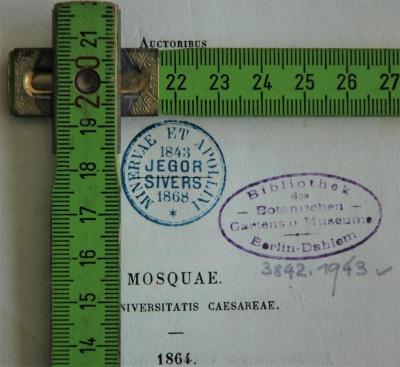 Auctoribus
21
20
19
18
17
16
15
14
22 23 24 25 26 27
MINERVAE ET APOLLINI
1843
JEGOR
SIVERS
1868
*
Bibliothek
des
Botanischen
Gartens u. Museums
Berlin-Dahlem
3842.1943
MOSQUAE.
NIVERSITATIS CAESAREAE.
1864.